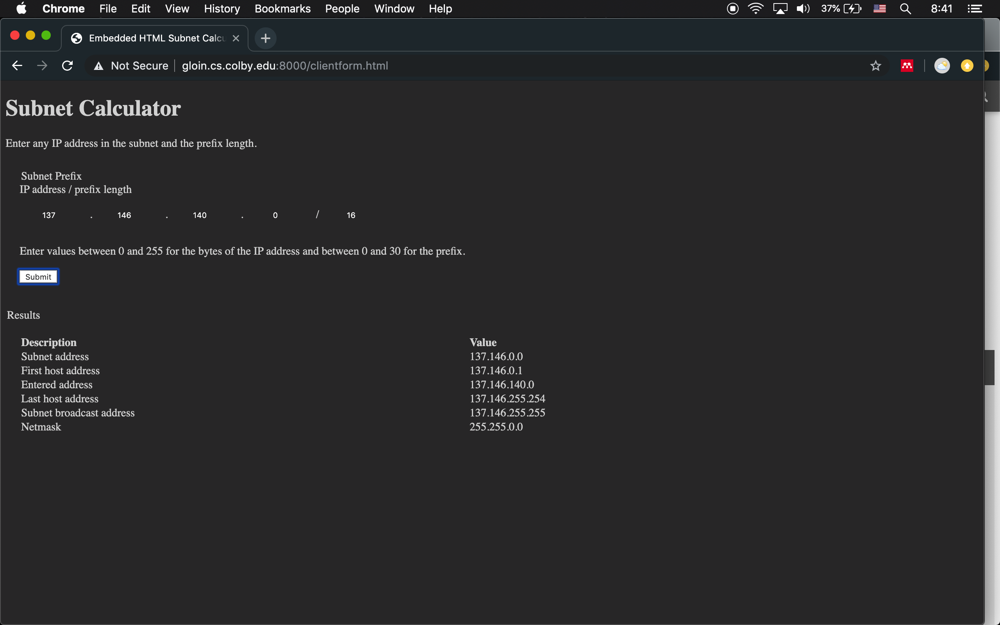 Chrome File Edit View History Bookmarks People Window Help 37% 8:41
Embedded HTML Subnet Calcu
Not Secure gloin.cs.colby.edu:8000/clientform.html
Subnet Calculator
Enter any IP address in the subnet and the prefix length.
Subnet Prefix
IP address / prefix length
137 . 146 . 140 . 0 / 16
Enter values between 0 and 255 for the bytes of the IP address and between 0 and 30 for the prefix.
Submit
Results
Description Value
Subnet address 137.146.0.0
First host address 137.146.0.1
Entered address 137.146.140.0
Last host address 137.146.255.254
Subnet broadcast address 137.146.255.255
Netmask 255.255.0.0